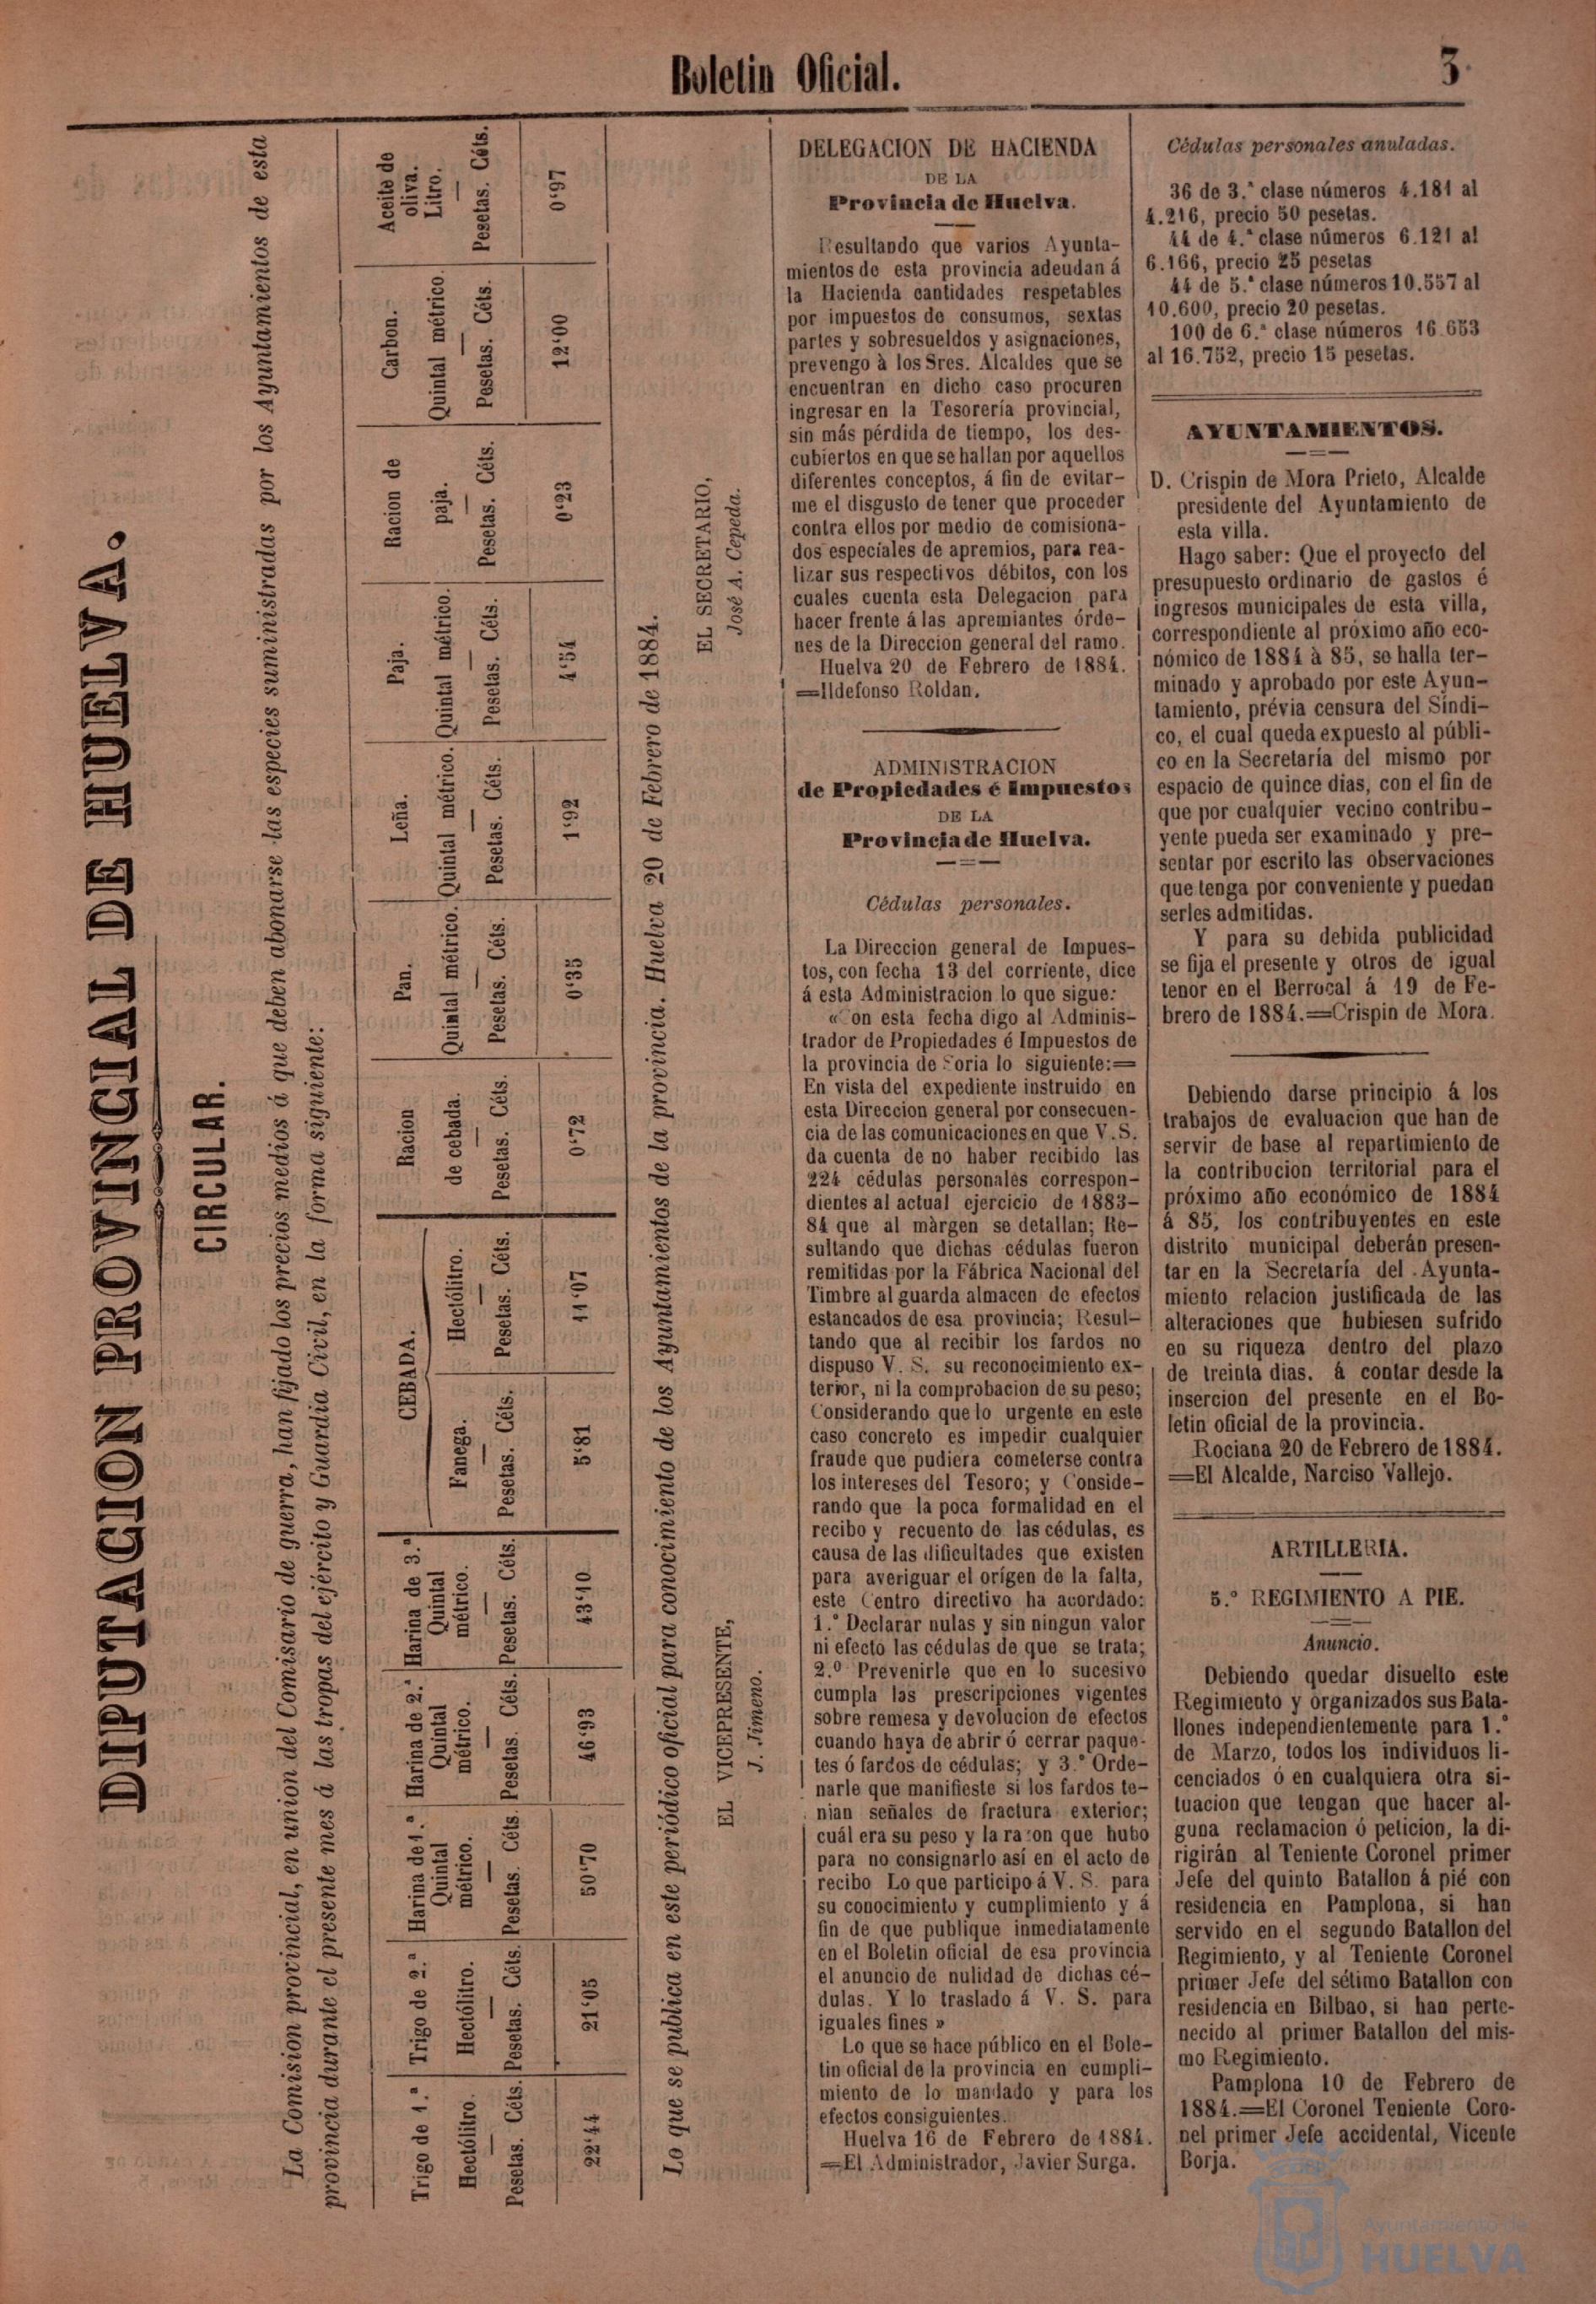 Boletin Oficial.
3
DIPUTACION PROVINCIAL DE HUELVA.
CIRCULAR.
La Comision provincial, en union del Comisario de guerra, han fijado los precios medios á que deben abonarse las especies suministradas por los Ayuntamientos de esta
provincia durante el presente mes á las tropas del ejército y Guardia Civil, en la forma siguiente:
Trigo de 1.ª
Hectólitro.
Pesetas. Céts.
22‘44
Trigo de 2.ª
Hectólitro.
Pesetas. Céts.
21‘05
Harina de 1.ª
Quintal
métrico.
Pesetas. Céts
50‘70
Harina de 2.ª
Quintal
métrico.
Pesetas. Céts.
46‘93
Harina de 3.ª
Quintal
métrico.
Pesetas. Céts.
43‘10
CEBADA.
Fanega.
Pesetas. Céts.
5‘81
Hectólitro.
Pesetas. Céts.
11‘07
Racion
de cebada.
Pesetas. Céts.
0‘72
Pan.
Quintal métrico.
Pesetas. Céts.
0‘35
Leña.
Quintal métrico.
Pesetas. Céts.
1‘92
Paja.
Quintal métrico.
Pesetas. Céts.
4‘54
Racion de
paja.
Pesetas. Céts.
0‘23
Carbon.
Quintal métrico
Pesetas. Céts.
12‘00
Aceite de
oliva.
Litro.
Pesetas. Céts.
0‘97
Lo que se publica en este periódico oficial para conocimiento de los Ayuntamientos de la provincia. Huelva 20 de Febrero de 1884.
EL VICEPRESENTE,
J. Jimeno.
EL SECRETARIO,
José A. Cepeda.
DELEGACION DE HACIENDA
DE LA
Provincia de Huelva.
Resultando que varios Ayunta-
mientos de esta provincia adeudan á
la Hacienda cantidades respetables
por impuestos de consumos, sextas
partes y sobresueldos y asignaciones,
prevengo à los Sres. Alcaldes que se
encuentran en dicho caso procuren
ingresar en la Tesorería provincial,
sin más pérdida de tiempo, los des-
cubiertos en que se hallan por aquellos
diferentes conceptos, á fin de evitar-
me el disgusto de tener que proceder
contra ellos por medio de comisiona-
dos especíales de apremios, para rea-
lizar sus respectivos débitos, con los
cuales cuenta esta Delegacion para
hacer frente á las apremiantes órde-
nes de la Direccion general del ramo.
Huelva 20 de Febrero de 1884.
=Ildefonso Roldan.
ADMINISTRACION
de Propiedades é Impuestos
DE LA
Provincia de Huelva.
Cédulas personales.
La Direccion general de Impues-
tos, con fecha 13 del corriente, dice
á esta Administracion lo que sigue:
«Con esta fecha digo al Adminis-
trador de Propiedades é Impuestos de
la provincia de Soria lo siguiente:=
En vista del expediente instruido en
esta Direccion general por consecuen-
cia de las comunicaciones en que V. S.
da cuenta de no haber recibido las
224 cédulas personales correspon-
dientes al actual ejercicio de 1883-
84 que al màrgen se detallan; Re-
sultando que dichas cédulas fueron
remitidas por la Fábrica Nacional del
Timbre al guarda almacen de efectos
estancados de esa provincia; Resul-
tando que al recibir los fardos no
dispuso V. S. su reconocimiento ex-
terior, ni la comprobacion de su peso;
Considerando que lo urgente en este
caso concreto es impedir cualquier
fraude que pudiera cometerse contra
los intereses del Tesoro; y Conside-
rando que la poca formalidad en el
recibo y recuento de las cédulas, es
causa de las dificultades que existen
para averiguar el orígen de la falta,
este Centro directivo ha acordado:
1.º Declarar nulas y sin ningun valor
ni efecto las cédulas de que se trata;
2.º Prevenirle que en lo sucesivo
cumpla las prescripciones vigentes
sobre remesa y devolucion de efectos
cuando haya de abrir ó cerrar paque-
tes ó fardos de cédulas; y 3.º Orde-
narle que manifieste si los fardos te-
nian señales de fractura exterior;
cuál era su peso y la razon que hubo
para no consignarlo así en el acto de
recibo Lo que participo á V. S. para
su conocimiento y cumplimiento y á
fin de que publique inmediatamente
en el Boletin oficial de esa provincia
el anuncio de nulidad de dichas cé-
dulas. Y lo traslado á V. S. para
iguales fines »
Lo que se hace público en el Bole-
tin oficial de la provincia en cumpli-
miento de lo mandado y para los
efectos consiguientes.
Huelva 16 de Febrero de 1884.
=El Administrador, Javier Surga.
Cédulas personales anuladas.
36 de 3.ª clase números 4.181 al
4.216, precio 50 pesetas.
44 de 4.ª clase números 6.121 al
6.166, precio 25 pesetas
44 de 5.ª clase números 10.557 al
10.600, precio 20 pesetas.
100 de 6.ª clase números 16.653
al 16.752, precio 15 pesetas.
AYUNTAMIENTOS.
D. Crispin de Mora Prieto, Alcalde
presidente del Ayuntamiento de
esta villa.
Hago saber: Que el proyecto del
presupuesto ordinario de gastos é
ingresos municipales de esta villa,
correspondiente al próximo año eco-
nómico de 1884 à 85, se halla ter-
minado y aprobado por este Ayun-
tamiento, prévia censura del Síndi-
co, el cual queda expuesto al públi-
co en la Secretaría del mismo por
espacio de quince dias, con el fin de
que por cualquier vecino contribu-
yente pueda ser examinado y pre-
sentar por escrito las observaciones
que tenga por conveniente y puedan
serles admitidas.
Y para su debida publicidad
se fija el presente y otros de igual
tenor en el Berrocal á 19 de Fe-
brero de 1884.=Crispin de Mora.
Debiendo darse principio á los
trabajos de evaluacion que han de
servir de base al repartimiento de
la contribucion territorial para el
próximo año económico de 1884
á 85, los contribuyentes en este
distrito municipal deberán presen-
tar en la Secretaría del Ayunta-
miento relacion justificada de las
alteraciones que hubiesen sufrido
en su riqueza dentro del plazo
de treinta dias. á contar desde la
insercion del presente en el Bo-
letin oficial de la provincia.
Rociana 20 de Febrero de 1884.
=El Alcalde, Narciso Vallejo.
ARTILLERIA.
5.º REGIMIENTO A PIE.
Anuncio.
Debiendo quedar disuelto este
Regimiento y organizados sus Bata-
llones independientemente para 1.º
de Marzo, todos los individuos li-
cenciados ó en cualquiera otra si-
tuacion que tengan que hacer al-
guna reclamacion ó peticion, la di-
rigirán al Teniente Coronel primer
Jefe del quinto Batallon á pié con
residencia en Pamplona, si han
servido en el segundo Batallon del
Regimiento, y al Teniente Coronel
primer Jefe del sétimo Batallon con
residencia en Bilbao, si han perte-
necido al primer Batallon del mis-
mo Regimiento.
Pamplona 10 de Febrero de
1884.=El Coronel Teniente Coro-
nel primer Jefe accidental, Vicente
Borja.
Ayuntamiento de
HUELVA